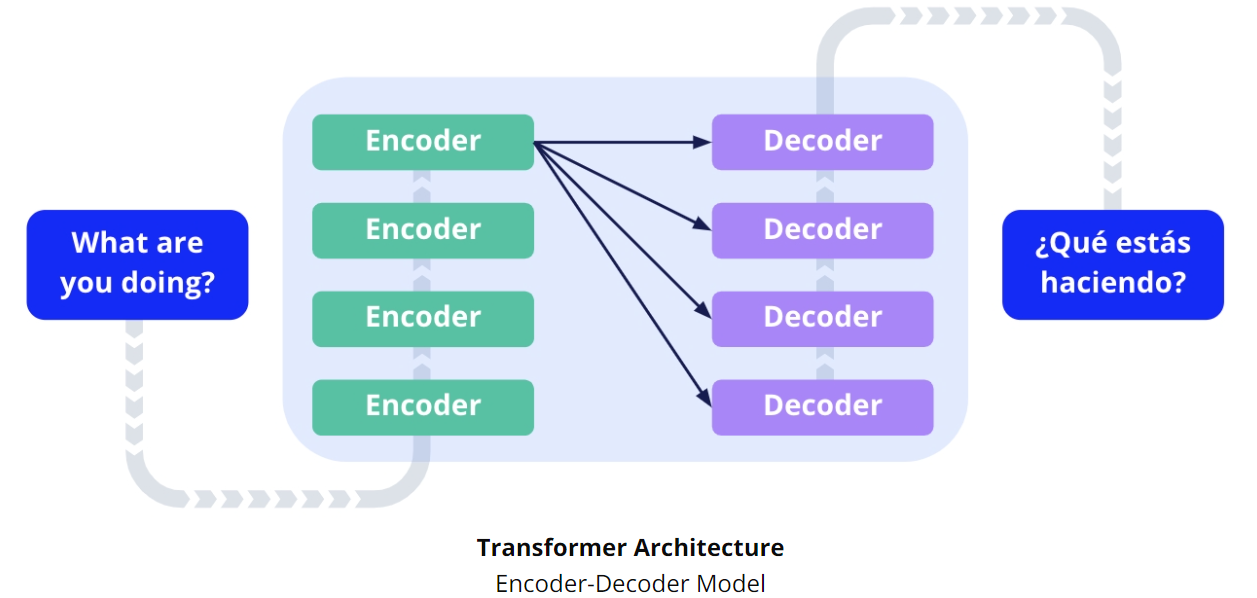 What are
you doing?
Encoder
Encoder
Encoder
Encoder
Decoder
Decoder
Decoder
Decoder
¿Qué estás
haciendo?
Transformer Architecture
Encoder-Decoder Model